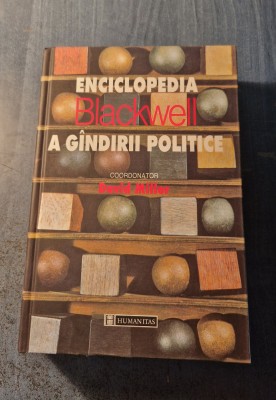 ENCICLOPEDIA
Blackwell
A GÎNDIRII POLITICE
COORDONATOR
David Miller
HUMANITAS